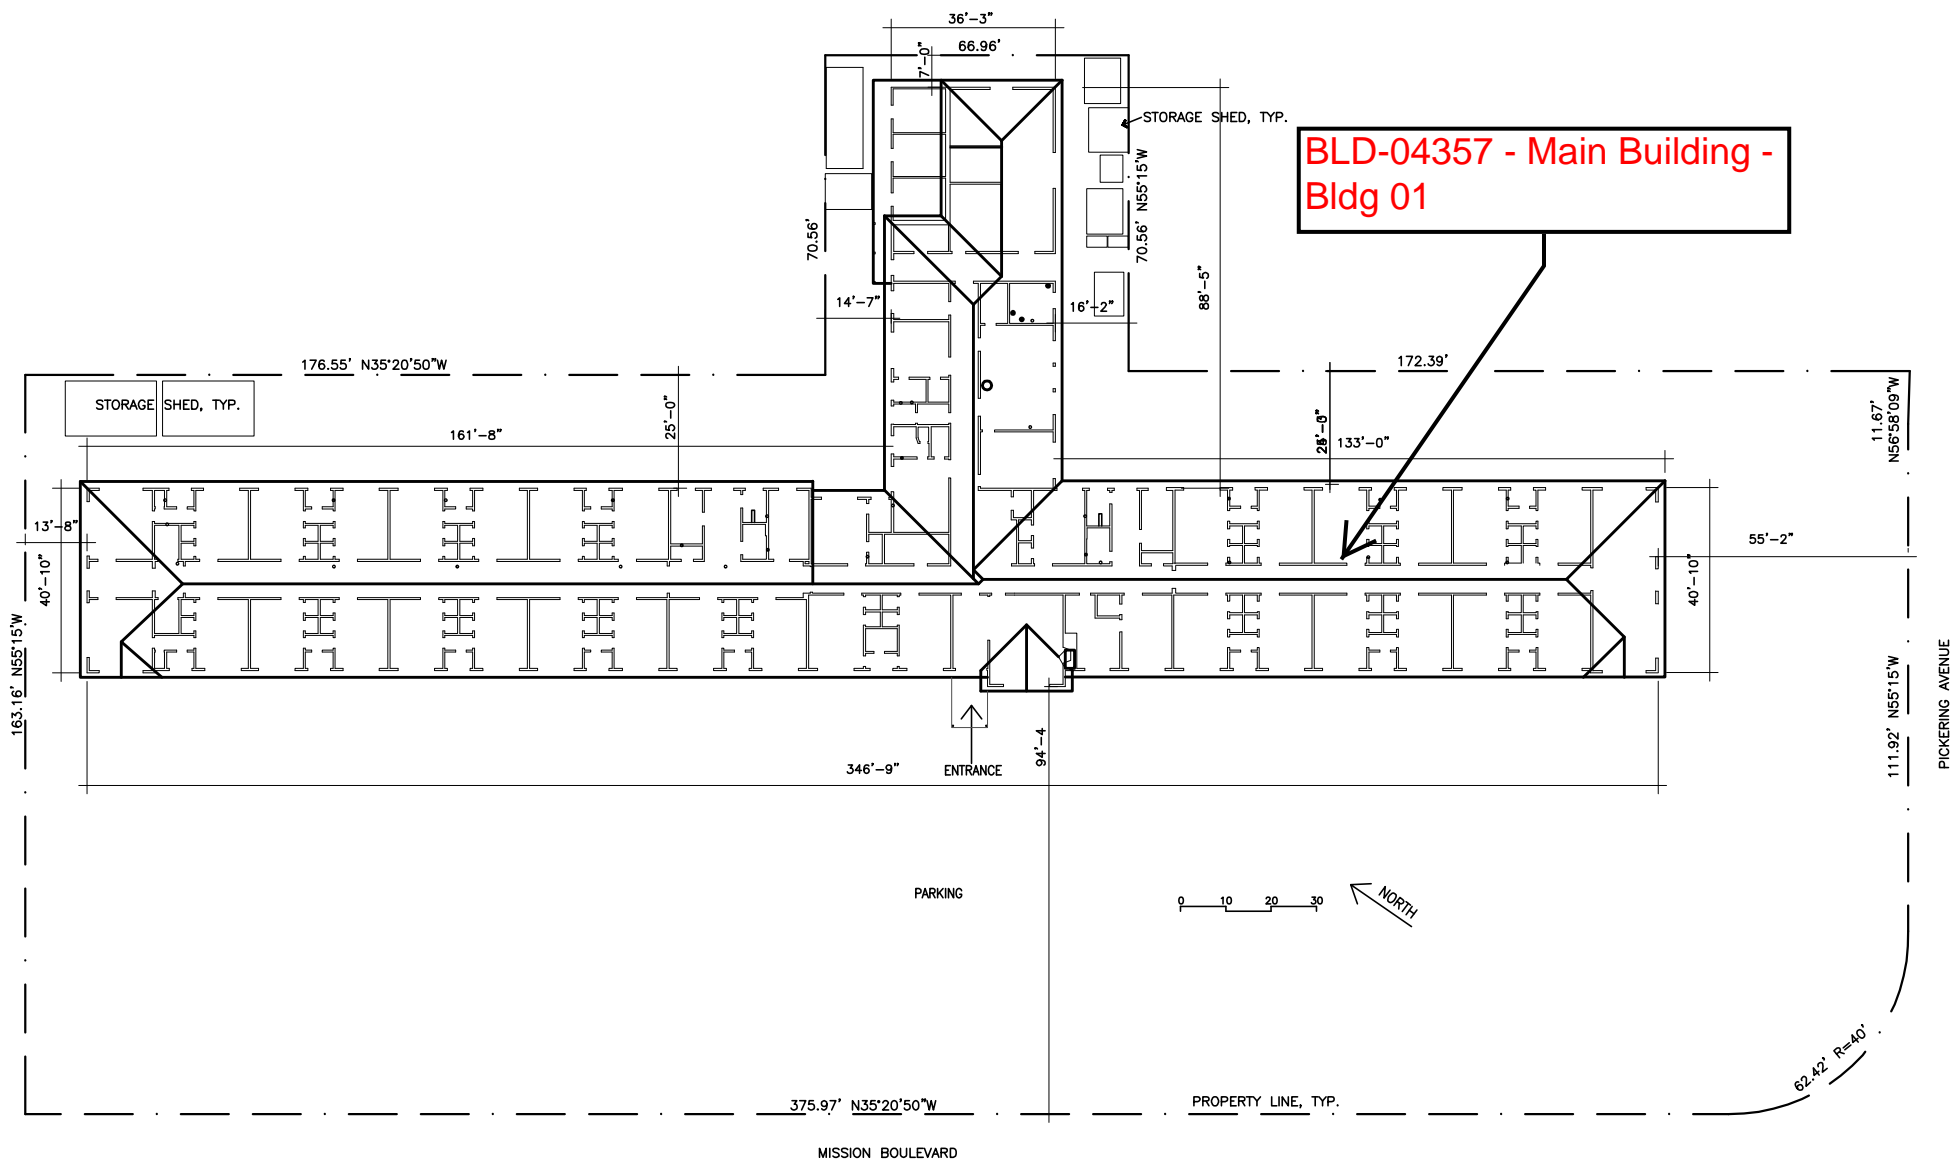 36'-3"
66.96'
7'-0"
STORAGE SHED, TYP.
BLD-04357 - Main Building -
Bldg 01
70.56'
70.56' N55°15'W
88'-5"
14'-7"
16'-2"
176.55' N35°20'50"W
172.39'
11.67'
N56°58'09"W
STORAGE SHED, TYP.
25'-0"
161'-8"
133'-0"
13'-8"
40'-10"
55'-2"
40'-10"
163.16' N55°15'W
111.92' N55°15'W
PICKERING AVENUE
94'-4
346'-9"
ENTRANCE
PARKING
0 10 20 30
NORTH
62.42' R=40'
375.97' N35°20'50"W
PROPERTY LINE, TYP.
MISSION BOULEVARD